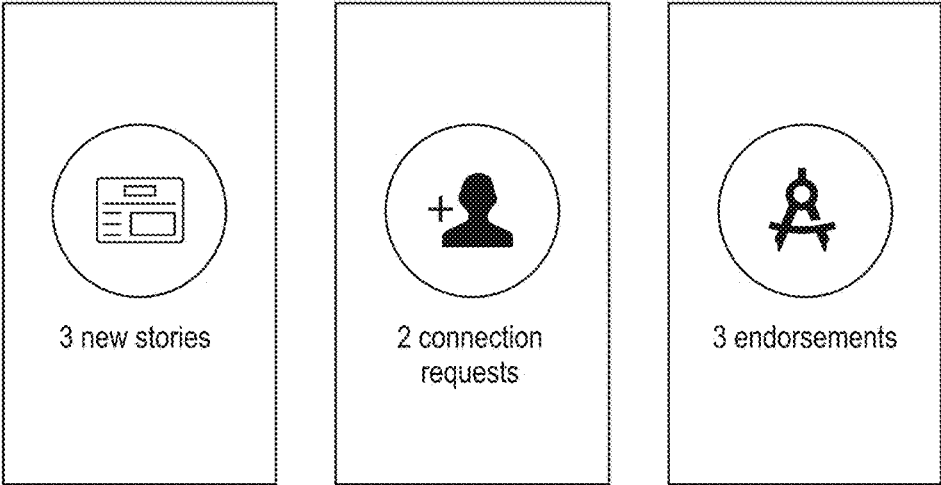 3 new stories
2 connection
requests
3 endorsements